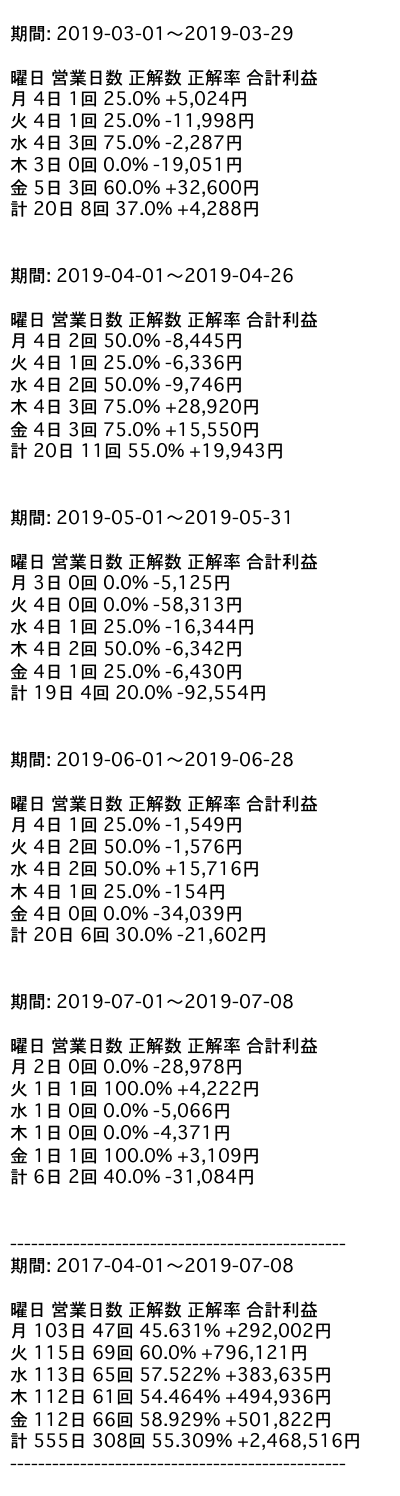 期間: 2019-03-01～2019-03-29
曜日 営業日数 正解数 正解率 合計利益
月 4日 1回 25.0% +5,024円
火 4日 1回 25.0% -11,998円
水 4日 3回 75.0% -2,287円
木 3日 0回 0.0% -19,051円
金 5日 3回 60.0% +32,600円
計 20日 8回 37.0% +4,288円
期間: 2019-04-01～2019-04-26
曜日 営業日数 正解数 正解率 合計利益
月 4日 2回 50.0% -8,445円
火 4日 1回 25.0% -6,336円
水 4日 2回 50.0% -9,746円
木 4日 3回 75.0% +28,920円
金 4日 3回 75.0% +15,550円
計 20日 11回 55.0% +19,943円
期間: 2019-05-01～2019-05-31
曜日 営業日数 正解数 正解率 合計利益
月 3日 0回 0.0% -5,125円
火 4日 0回 0.0% -58,313円
水 4日 1回 25.0% -16,344円
木 4日 2回 50.0% -6,342円
金 4日 1回 25.0% -6,430円
計 19日 4回 20.0% -92,554円
期間: 2019-06-01～2019-06-28
曜日 営業日数 正解数 正解率 合計利益
月 4日 1回 25.0% -1,549円
火 4日 2回 50.0% -1,576円
水 4日 2回 50.0% +15,716円
木 4日 1回 25.0% -154円
金 4日 0回 0.0% -34,039円
計 20日 6回 30.0% -21,602円
期間: 2019-07-01～2019-07-08
曜日 営業日数 正解数 正解率 合計利益
月 2日 0回 0.0% -28,978円
火 1日 1回 100.0% +4,222円
水 1日 0回 0.0% -5,066円
木 1日 0回 0.0% -4,371円
金 1日 1回 100.0% +3,109円
計 6日 2回 40.0% -31,084円
------------------------------------------------
期間: 2017-04-01～2019-07-08
曜日 営業日数 正解数 正解率 合計利益
月 103日 47回 45.631% +292,002円
火 115日 69回 60.0% +796,121円
水 113日 65回 57.522% +383,635円
木 112日 61回 54.464% +494,936円
金 112日 66回 58.929% +501,822円
計 555日 308回 55.309% +2,468,516円
------------------------------------------------